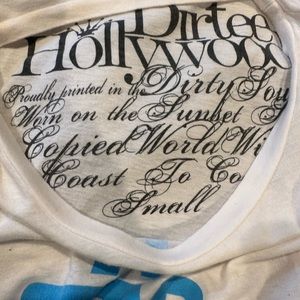 Dirtee
Hollywood
Proudly printed in the Dirty Sou
Worn on the Sunset S
Copied World Wi
Coast To Co
Small